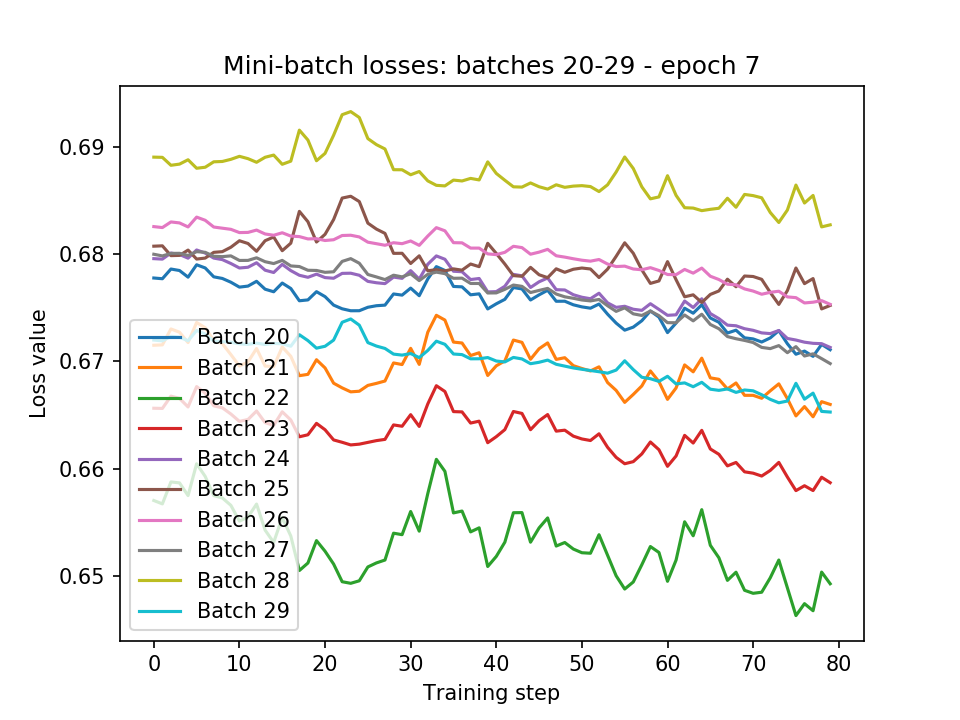 Mini-batch losses: batches 20-29 - epoch 7
0.69
0.68
0.67
0.66
0.65
Loss value
Batch 20
Batch 21
Batch 22
Batch 23
Batch 24
Batch 25
Batch 26
Batch 27
Batch 28
Batch 29
0 10 20 30 40 50 60 70 80
Training step